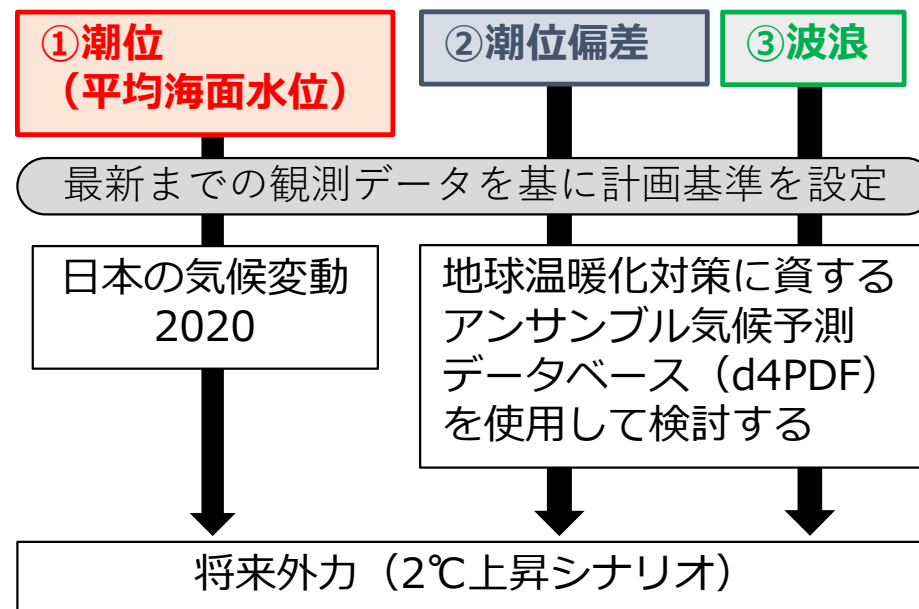 ①潮位
（平均海面水位）
②潮位偏差
③波浪
最新までの観測データを基に計画基準を設定
日本の気候変動
2020
地球温暖化対策に資する
アンサンブル気候予測
データベース（d4PDF）
を使用して検討する
将来外力（2℃上昇シナリオ）